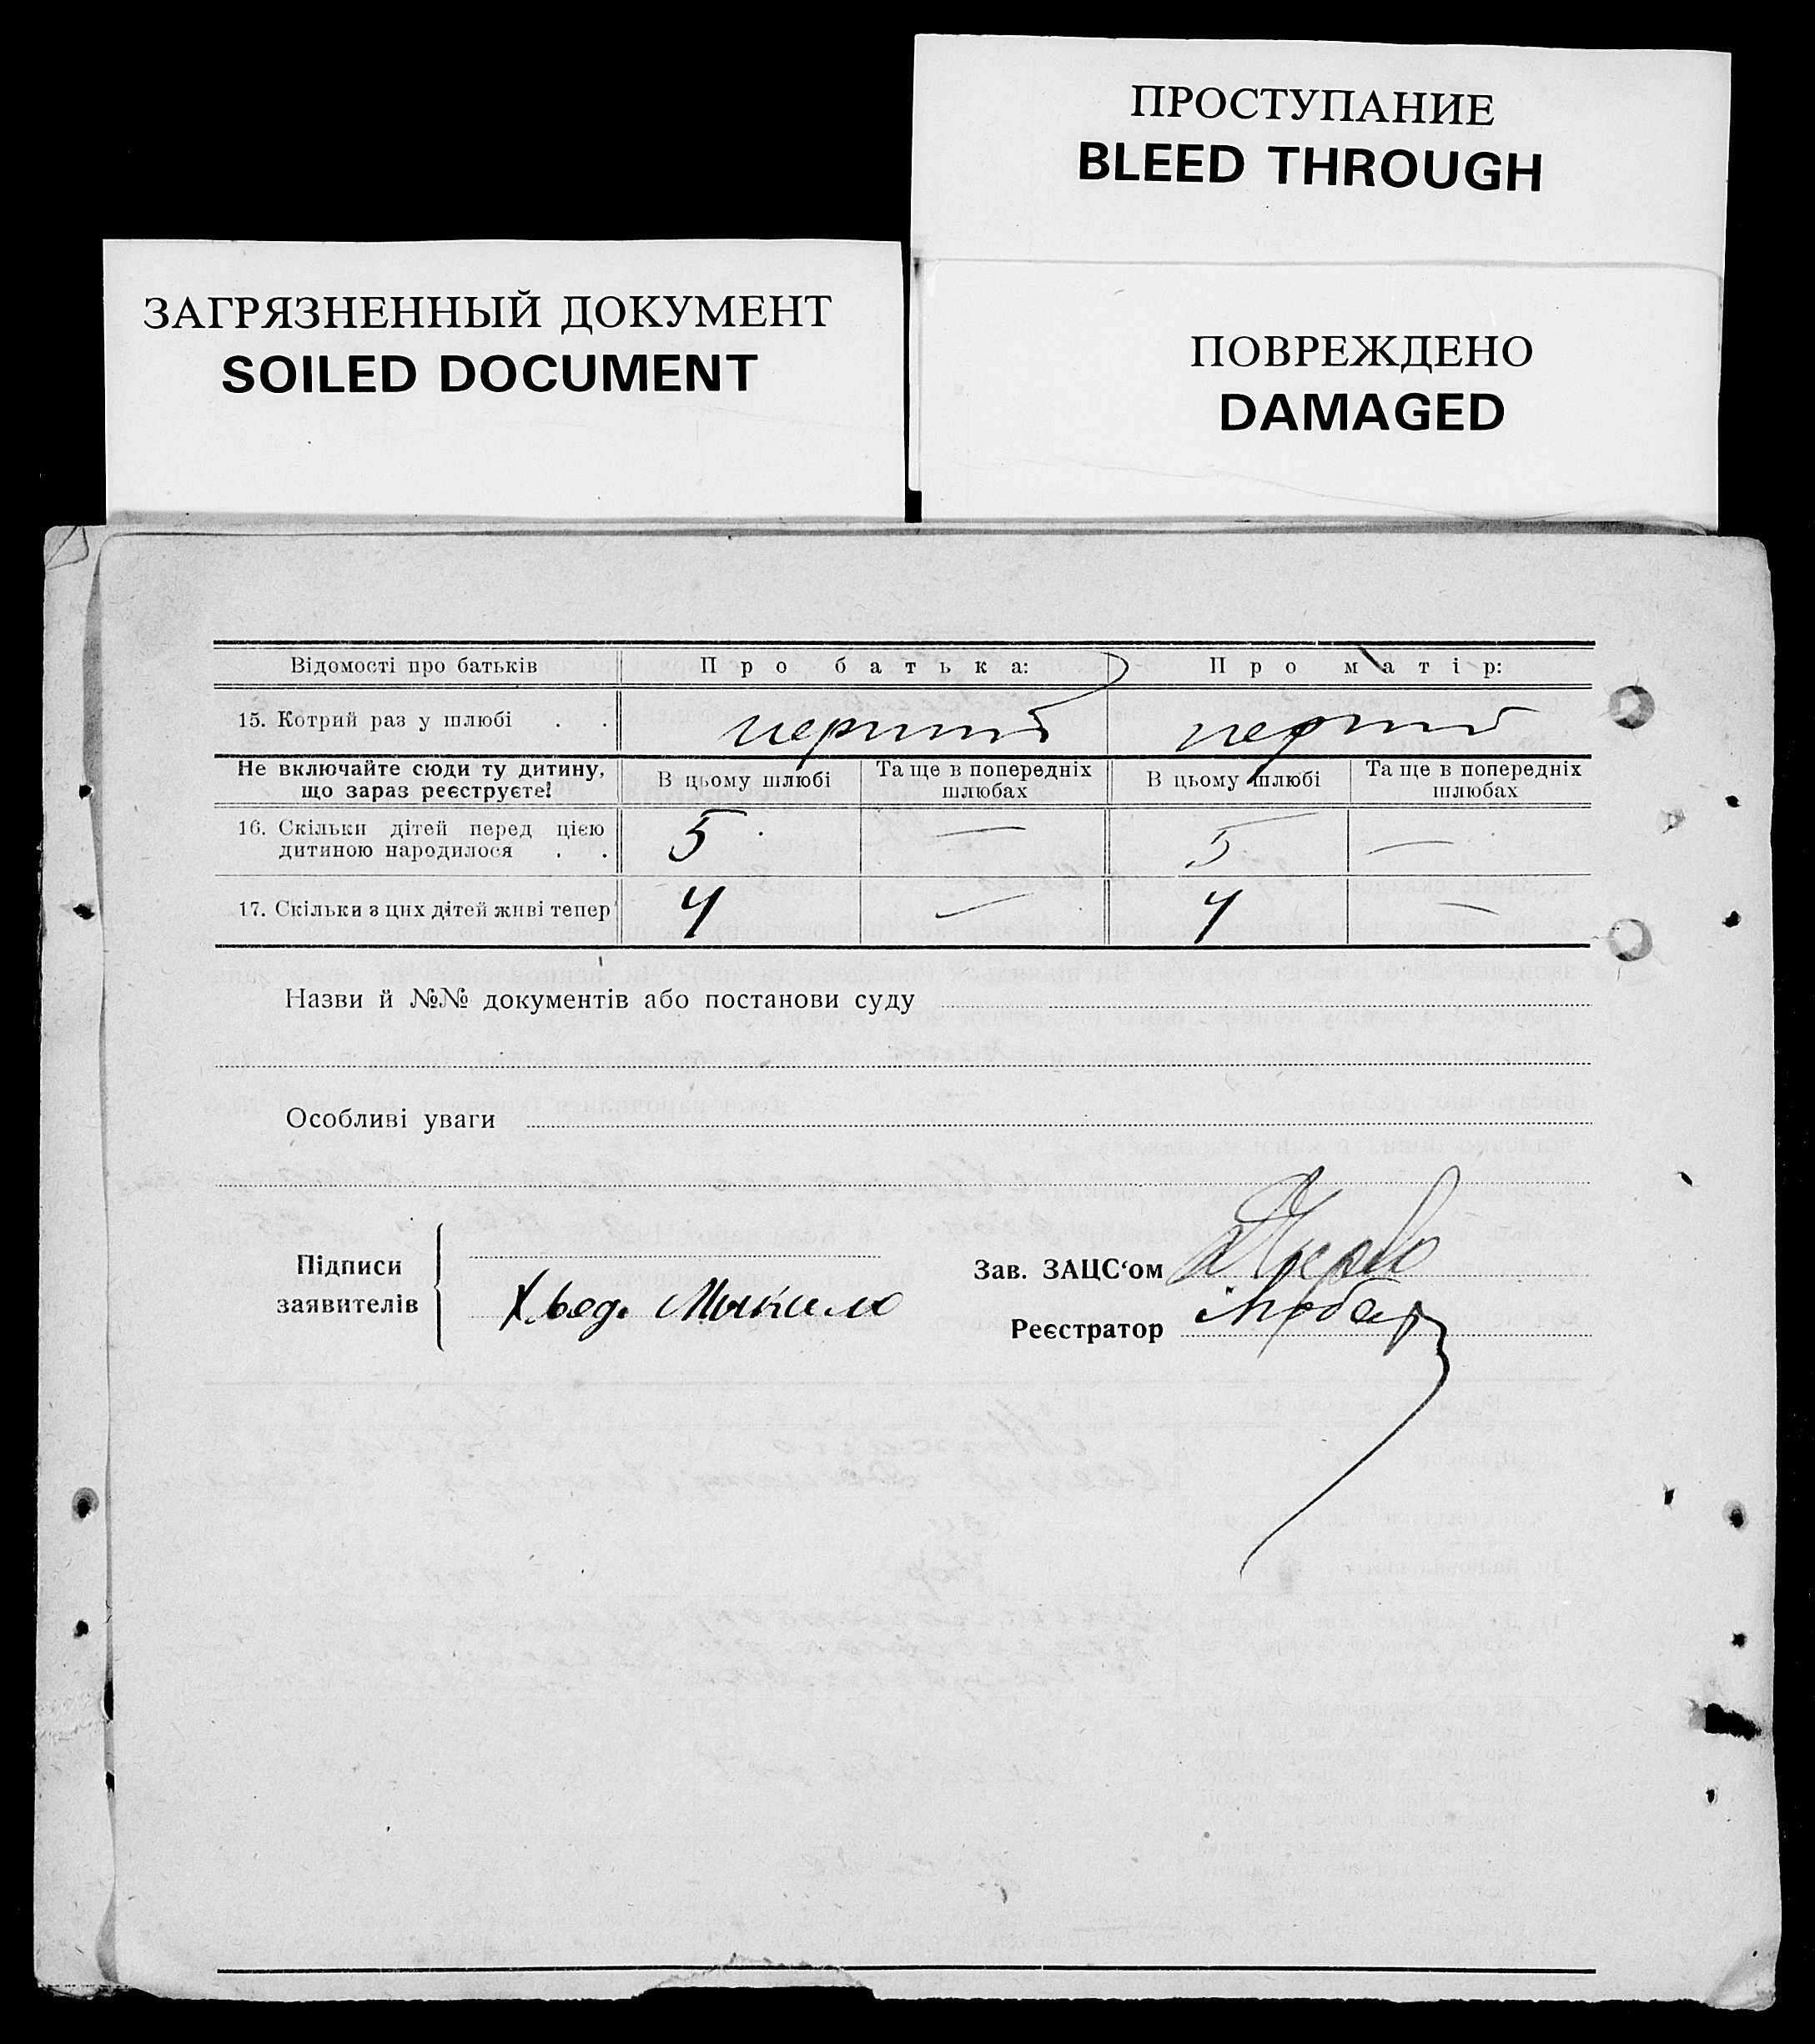 ПРОСТУПАНИЕ
BLEED THROUGH
ЗАГРЯЗНЕННЫЙ ДОКУМЕНТ
SOILED DOCUMENT
ПОВРЕЖДЕНО
DAMAGED
Відомості про батьків Про батька: Про матір:
15. Котрий раз у шлюбі . . перший перший
Не включайте сюди ту дитину, що зараз реєструєте! В цьому шлюбі Та ще в попередніх шлюбах В цьому шлюбі Та ще в попередніх шлюбах
16. Скільки дітей перед цією
дитиною народилося . . 5 — 5 —
17. Скільки з цих дітей живі тепер 4 — 4 —
Назви й №№ документів або постанови суду
Особливі уваги
Підписи
заявителів
Зав. ЗАЦС‘ом
Реєстратор